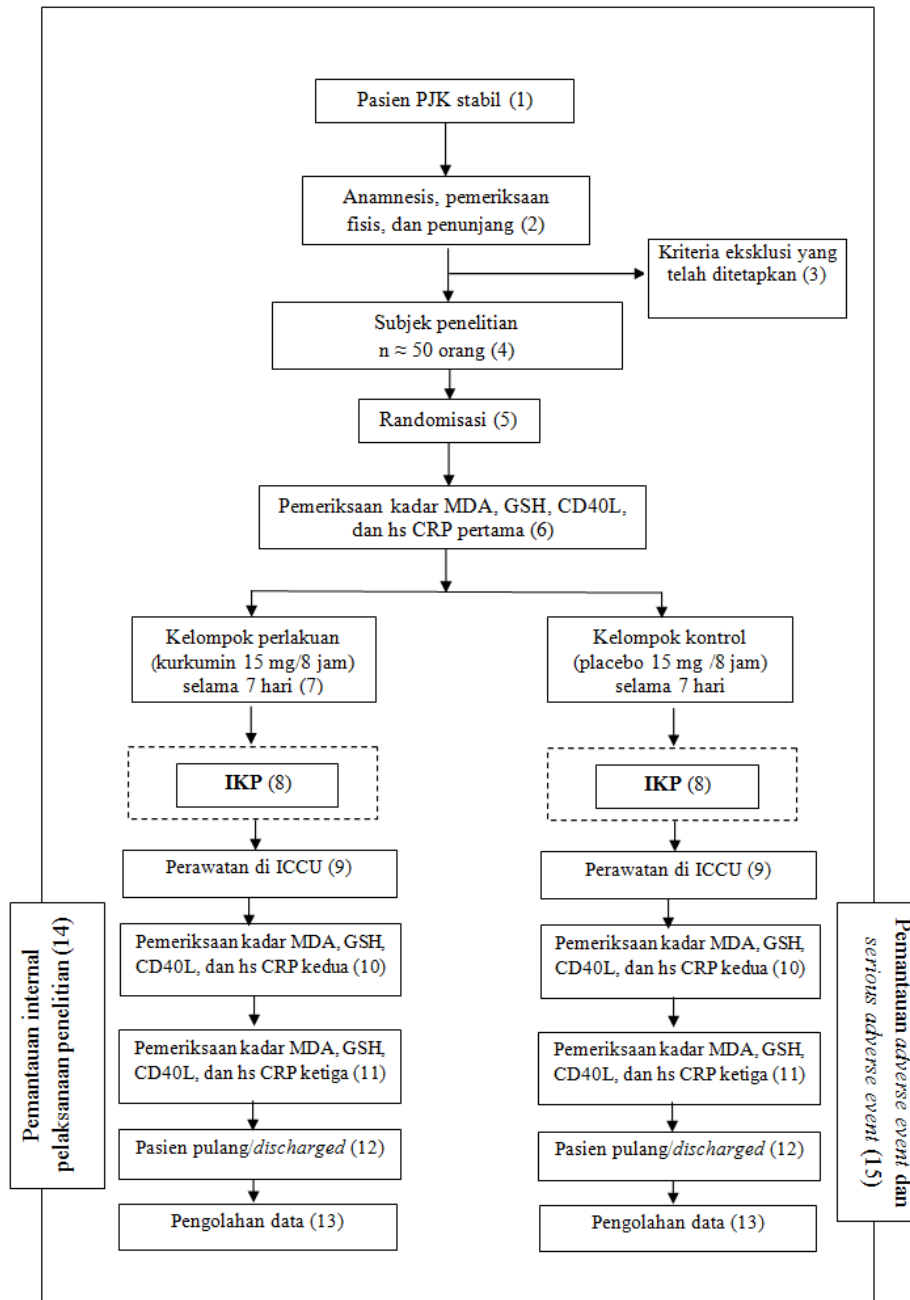 Pasien PJK stabil (1)
Anamnesis, pemeriksaan
fisis, dan penunjang (2)
Kriteria eksklusi yang
telah ditetapkan (3)
Subjek penelitian
n ≈ 50 orang (4)
Randomisasi (5)
Pemeriksaan kadar MDA, GSH, CD40L,
dan hs CRP pertama (6)
Kelompok perlakuan
(kurkumin 15 mg/8 jam)
selama 7 hari (7)
Kelompok kontrol
(placebo 15 mg /8 jam)
selama 7 hari
IKP (8)
IKP (8)
Perawatan di ICCU (9)
Perawatan di ICCU (9)
Pemeriksaan kadar MDA, GSH,
CD40L, dan hs CRP kedua (10)
Pemeriksaan kadar MDA, GSH,
CD40L, dan hs CRP kedua (10)
Pemeriksaan kadar MDA, GSH,
CD40L, dan hs CRP ketiga (11)
Pemeriksaan kadar MDA, GSH,
CD40L, dan hs CRP ketiga (11)
Pasien pulang/discharged (12)
Pasien pulang/discharged (12)
Pengolahan data (13)
Pengolahan data (13)
Pemantauan internal
pelaksanaan penelitian (14)
Pemantauan adverse event dan
serious adverse event (15)